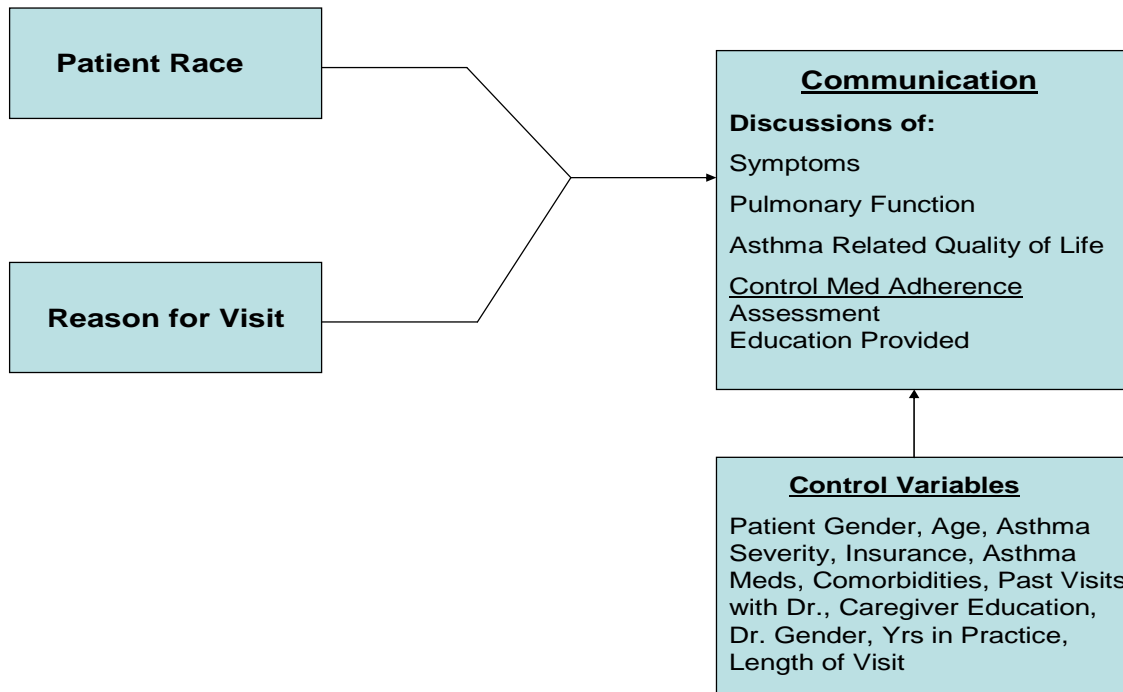 Patient Race
Reason for Visit
Communication
Discussions of:
Symptoms
Pulmonary Function
Asthma Related Quality of Life
Control Med Adherence
Assessment
Education Provided
Control Variables
Patient Gender, Age, Asthma
Severity, Insurance, Asthma
Meds, Comorbidities, Past Visits
with Dr., Caregiver Education,
Dr. Gender, Yrs in Practice,
Length of Visit